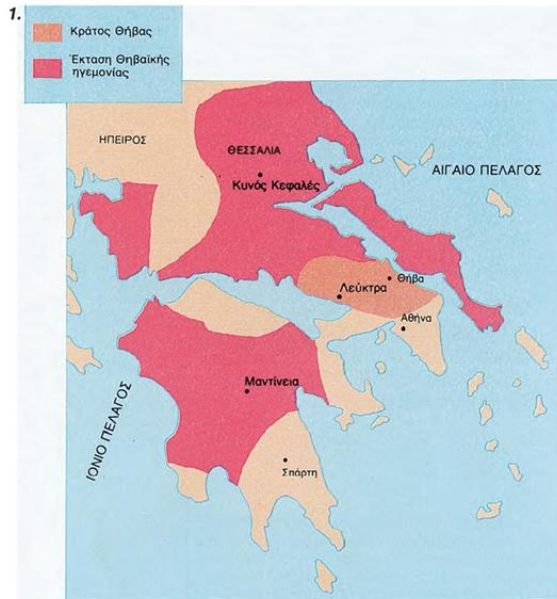 1.
Κράτος Θήβας
Έκταση Θηβαϊκής
ηγεμονίας
ΗΠΕΙΡΟΣ
ΘΕΣΣΑΛΙΑ
ΑΙΓΑΙΟ ΠΕΛΑΓΟΣ
Κυνός Κεφαλές
Θήβα
Λεύκτρα
Αθήνα
Μαντίνεια
ΙΟΝΙΟ ΠΕΛΑΓΟΣ
Σπάρτη